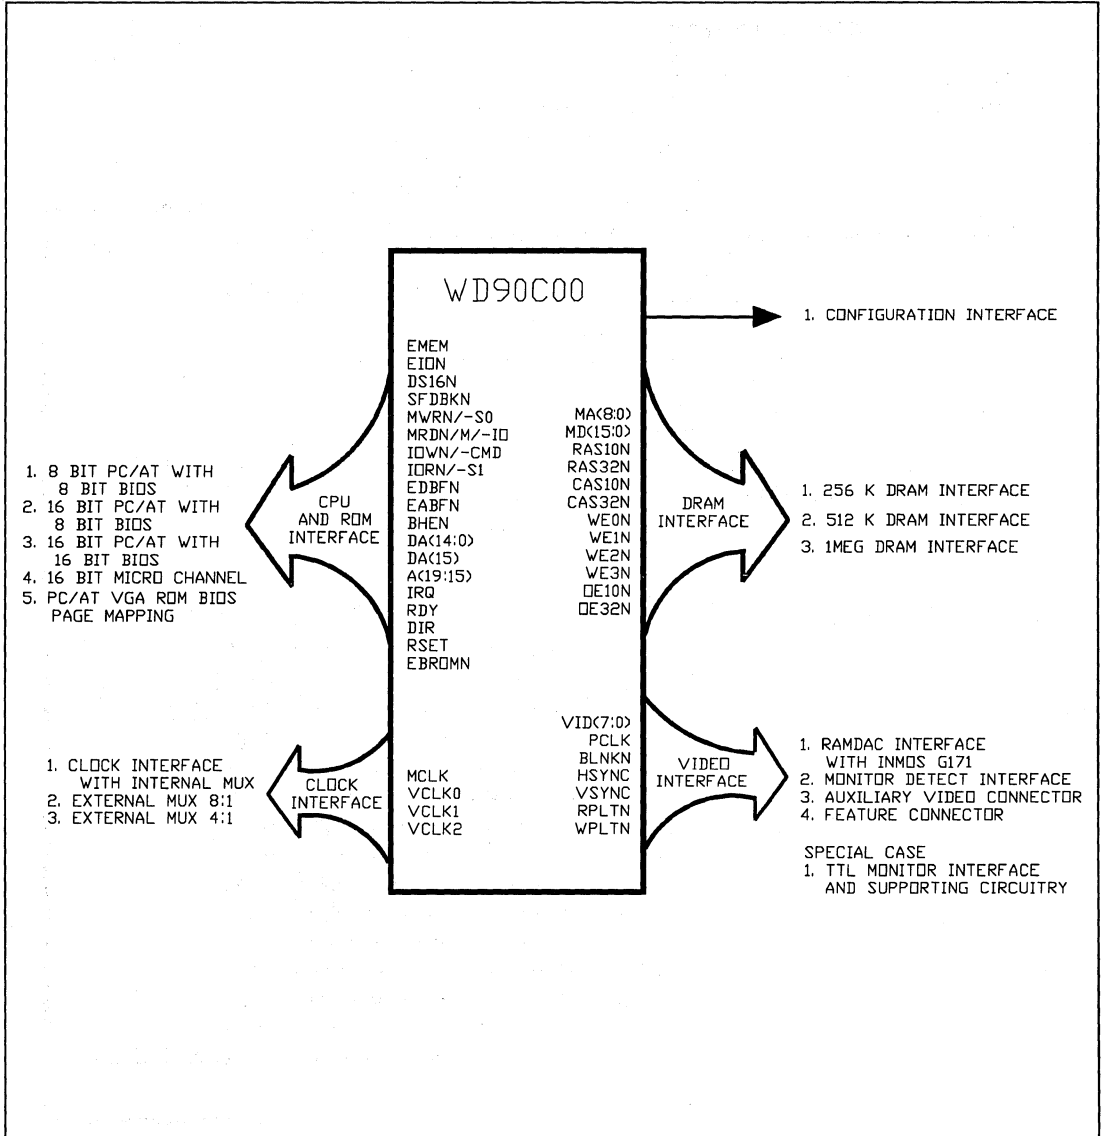 WD90C00
1. CONFIGURATION INTERFACE
EMEM
EION
DS16N
SFDBKN
MWRN/-S0
MRDN/M/-IO
IOWN/-CMD
IORN/-S1
EDBFN
EABFN
BHEN
DA(14:0)
DA(15)
A(19:15)
IRQ
RDY
DIR
RSET
EBROMN
CPU
AND ROM
INTERFACE
1. 8 BIT PC/AT WITH
8 BIT BIOS
2. 16 BIT PC/AT WITH
8 BIT BIOS
3. 16 BIT PC/AT WITH
16 BIT BIOS
4. 16 BIT MICRO CHANNEL
5. PC/AT VGA ROM BIOS
PAGE MAPPING
MA(8:0)
MD(15:0)
RAS10N
RAS32N
CAS10N
CAS32N
WE0N
WE1N
WE2N
WE3N
OE10N
OE32N
DRAM
INTERFACE
1. 256 K DRAM INTERFACE
2. 512 K DRAM INTERFACE
3. 1MEG DRAM INTERFACE
MCLK
VCLK0
VCLK1
VCLK2
CLOCK
INTERFACE
1. CLOCK INTERFACE
WITH INTERNAL MUX
2. EXTERNAL MUX 8:1
3. EXTERNAL MUX 4:1
VID(7:0)
PCLK
BLNKN
HSYNC
VSYNC
RPLTN
WPLTN
VIDEO
INTERFACE
1. RAMDAC INTERFACE
WITH INMOS G171
2. MONITOR DETECT INTERFACE
3. AUXILIARY VIDEO CONNECTOR
4. FEATURE CONNECTOR
SPECIAL CASE
1. TTL MONITOR INTERFACE
AND SUPPORTING CIRCUITRY